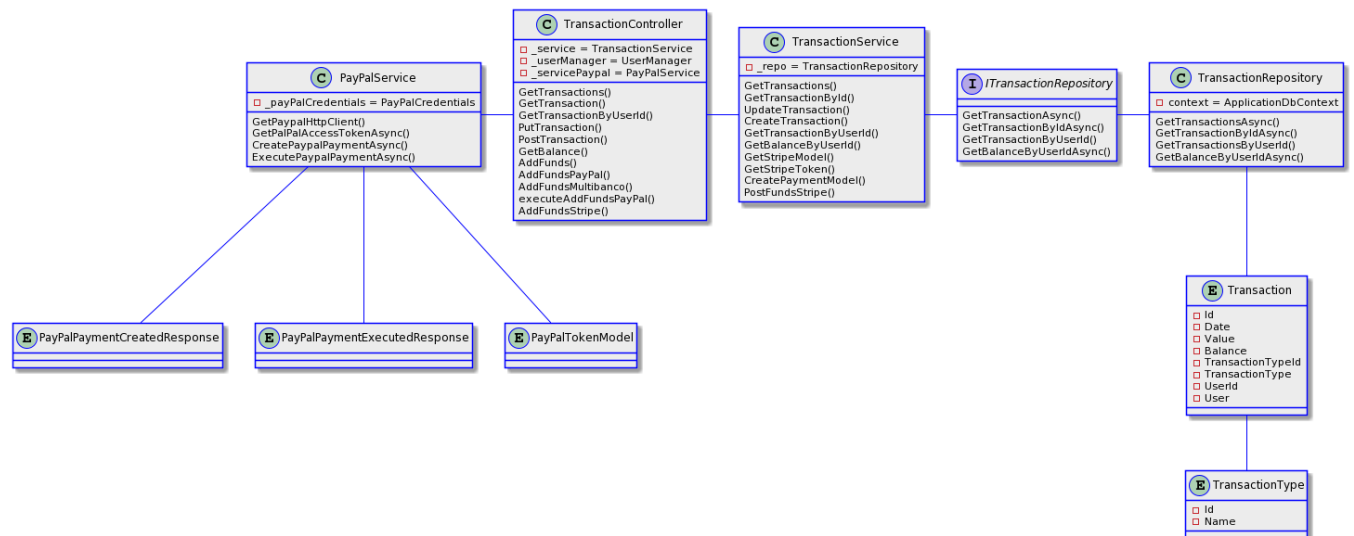 C PayPalService
_payPalCredentials = PayPalCredentials
GetPaypalHttpClient()
GetPalPalAccessTokenAsync()
CreatePaypalPaymentAsync()
ExecutePaypalPaymentAsync()
C TransactionController
_service = TransactionService
_userManager = UserManager
_servicePaypal = PayPalService
GetTransactions()
GetTransaction()
GetTransactionByUserId()
PutTransaction()
PostTransaction()
GetBalance()
AddFunds()
AddFundsPayPal()
AddFundsMultibanco()
executeAddFundsPayPal()
AddFundsStripe()
C TransactionService
_repo = TransactionRepository
GetTransactions()
GetTransactionById()
UpdateTransaction()
CreateTransaction()
GetTransactionByUserId()
GetBalanceByUserId()
GetStripeModel()
GetStripeToken()
CreatePaymentModel()
PostFundsStripe()
I ITransactionRepository
GetTransactionAsync()
GetTransactionByIdAsync()
GetTransactionByUserId()
GetBalanceByUserIdAsync()
C TransactionRepository
context = ApplicationDbContext
GetTransactionsAsync()
GetTransactionByIdAsync()
GetTransactionsByUserId()
GetBalanceByUserIdAsync()
E PayPalPaymentCreatedResponse
E PayPalPaymentExecutedResponse
E PayPalTokenModel
E Transaction
Id
Date
Value
Balance
TransactionTypeId
TransactionType
UserId
User
E TransactionType
Id
Name